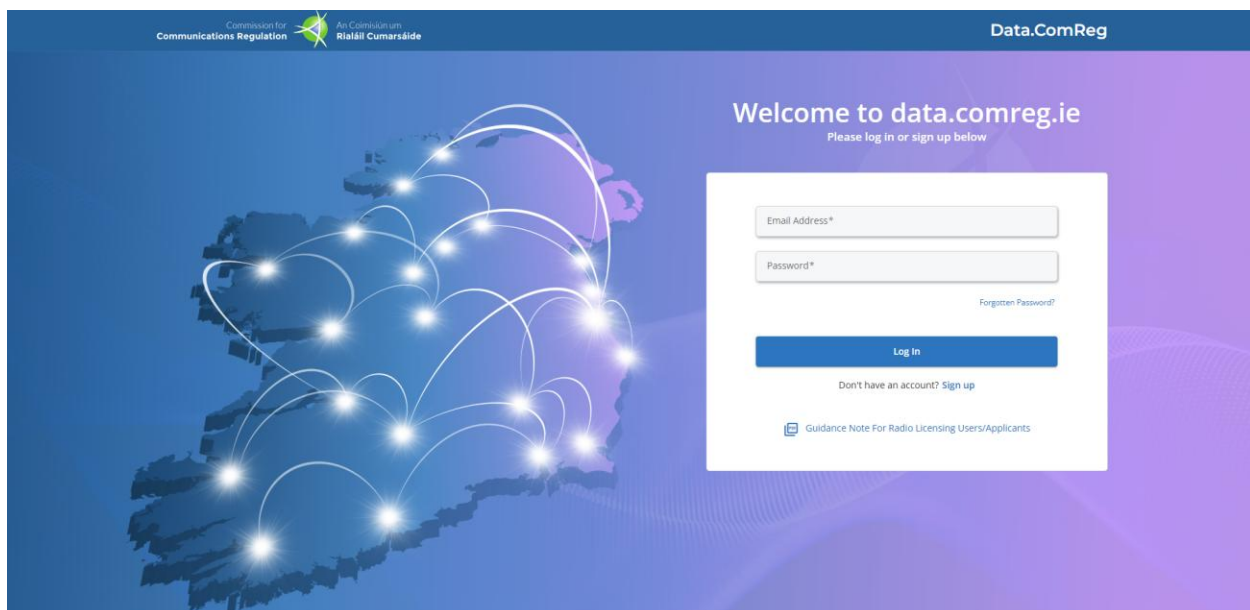 Commission for
Communications Regulation
An Coimisiún um
Rialáil Cumarsáide
Data.ComReg
Welcome to data.comreg.ie
Please log in or sign up below
Email Address*
Password*
Forgotten Password?
Log In
Don't have an account? Sign up
Guidance Note For Radio Licensing Users/Applicants